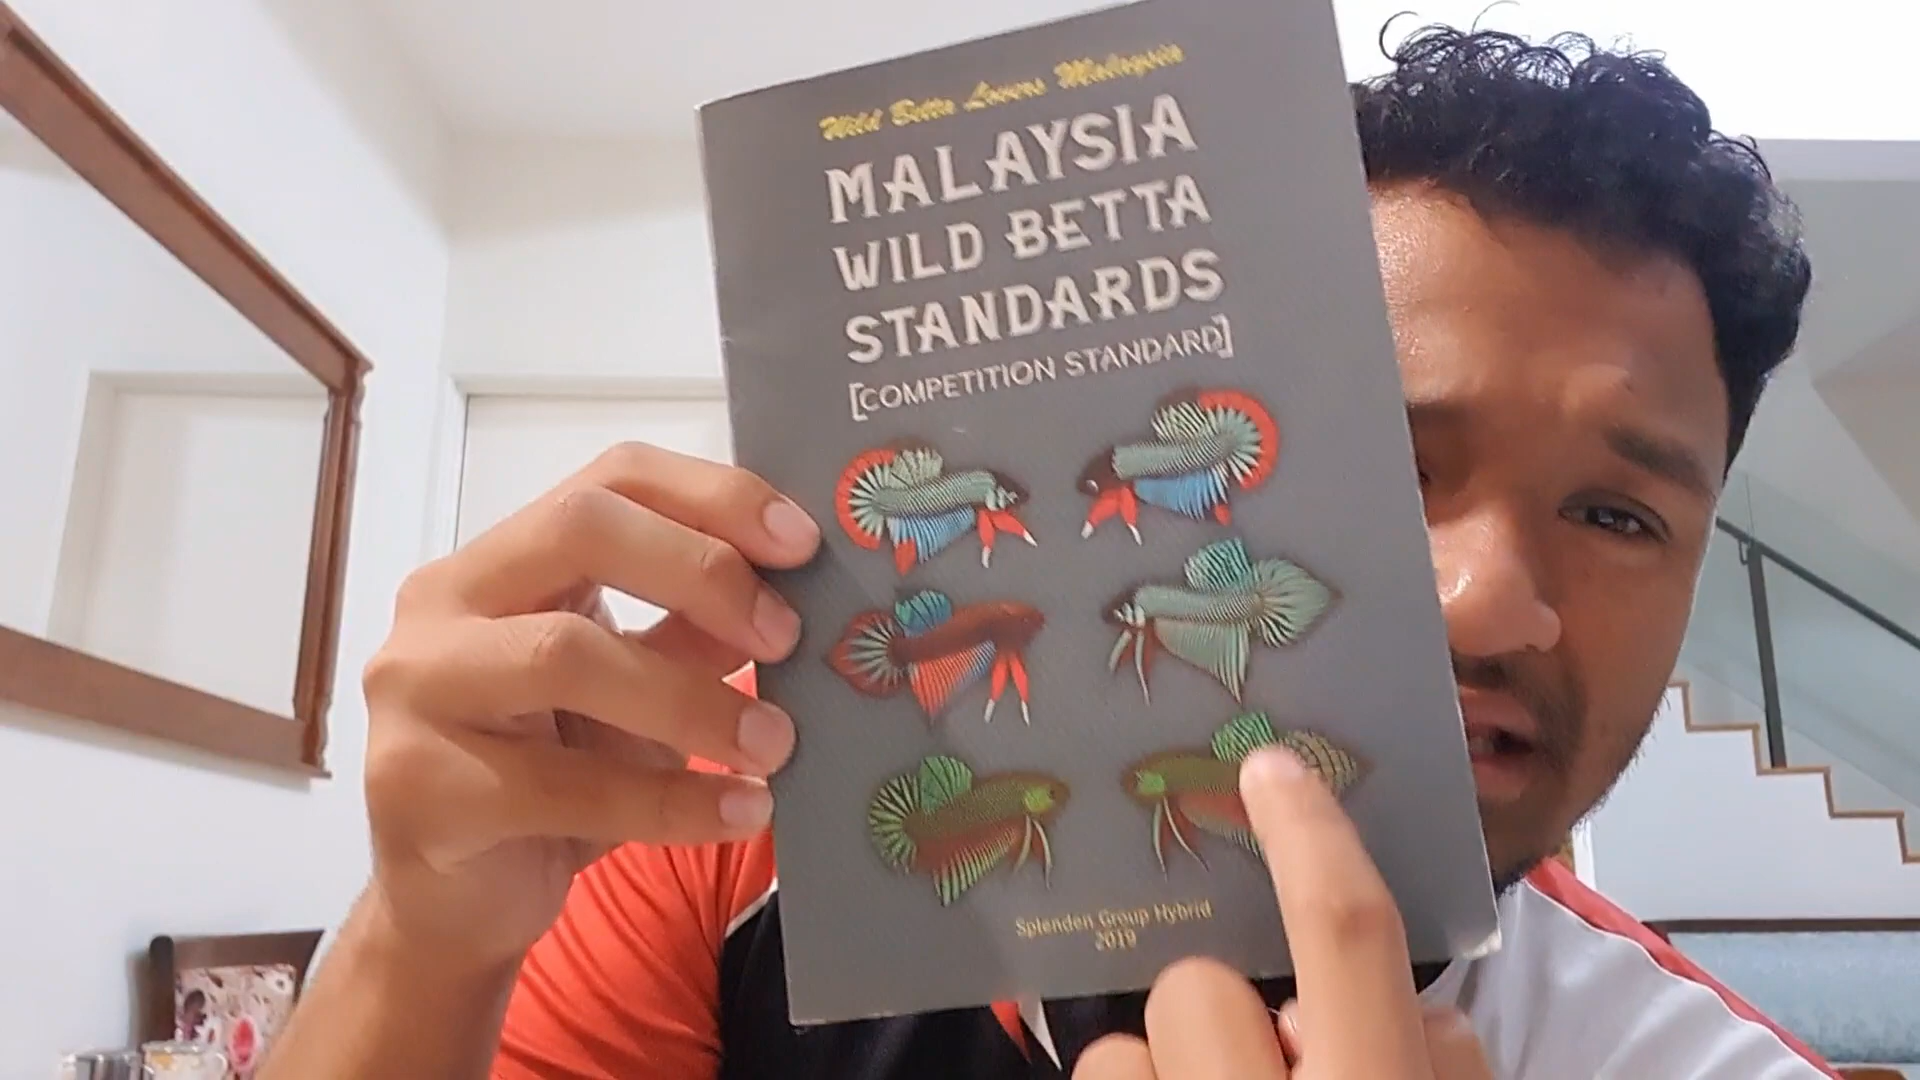 Wild Betta Lovers Malaysia
MALAYSIA
WILD BETTA
STANDARDS
[COMPETITION STANDARD]
Splenden Group Hybrid
2019